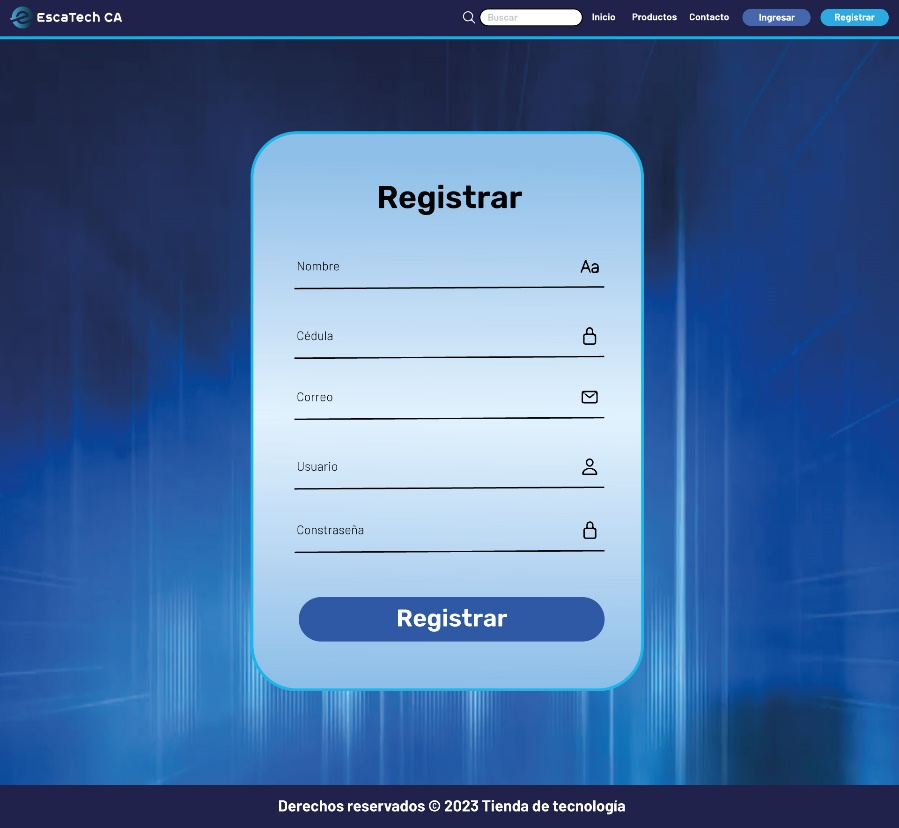 EscaTech CA
Buscar
Inicio
Productos
Contacto
Ingresar
Registrar
Registrar
Nombre
Aa
Cédula
Correo
Usuario
Constraseña
Registrar
Derechos reservados © 2023 Tienda de tecnología